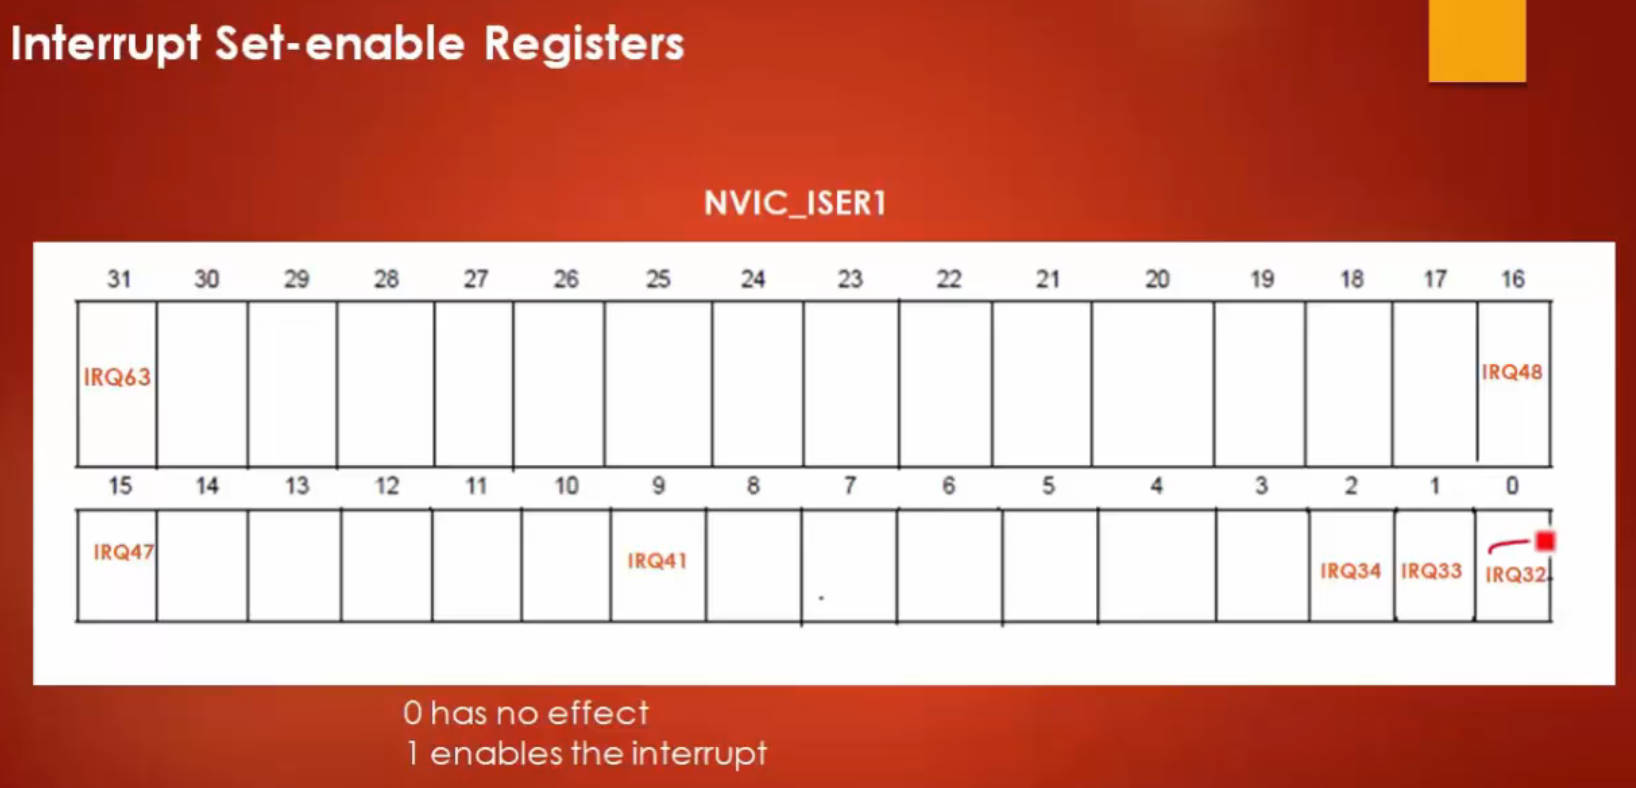 Interrupt Set-enable Registers
NVIC_ISER1
31 30 29 28 27 26 25 24 23 22 21 20 19 18 17 16
IRQ63 IRQ48
15 14 13 12 11 10 9 8 7 6 5 4 3 2 1 0
IRQ47 IRQ41 IRQ34 IRQ33 IRQ32
0 has no effect
1 enables the interrupt